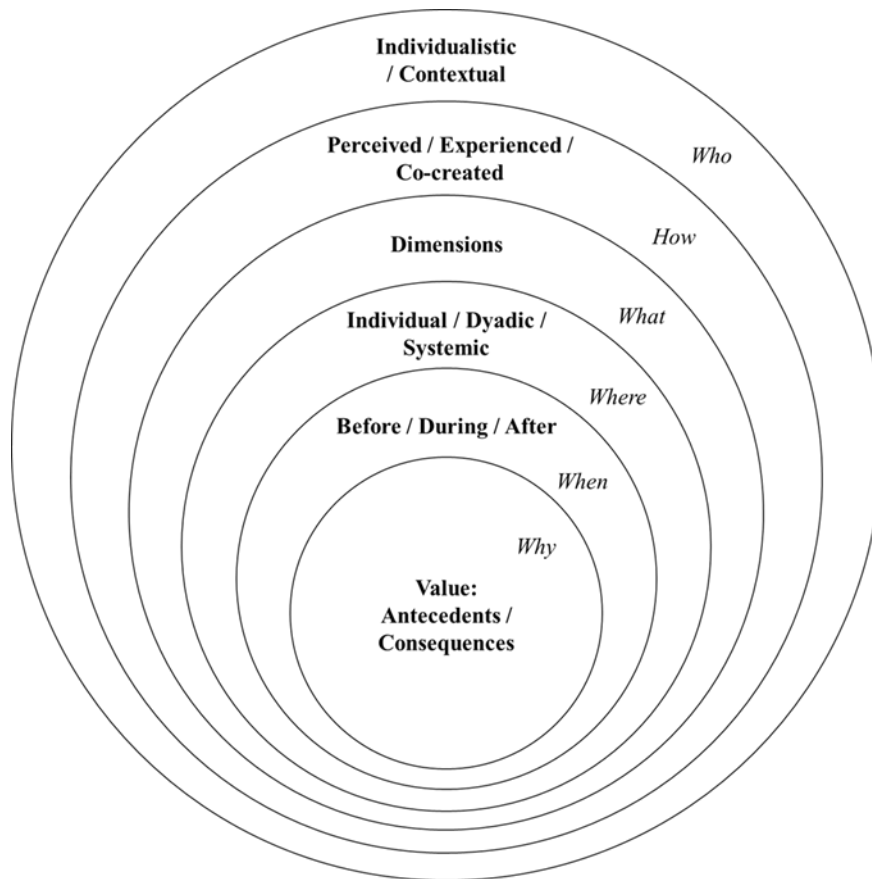 Individualistic
/ Contextual
Who
Perceived / Experienced /
Co-created
How
Dimensions
What
Individual / Dyadic /
Systemic
Where
Before / During / After
When
Why
Value:
Antecedents /
Consequences